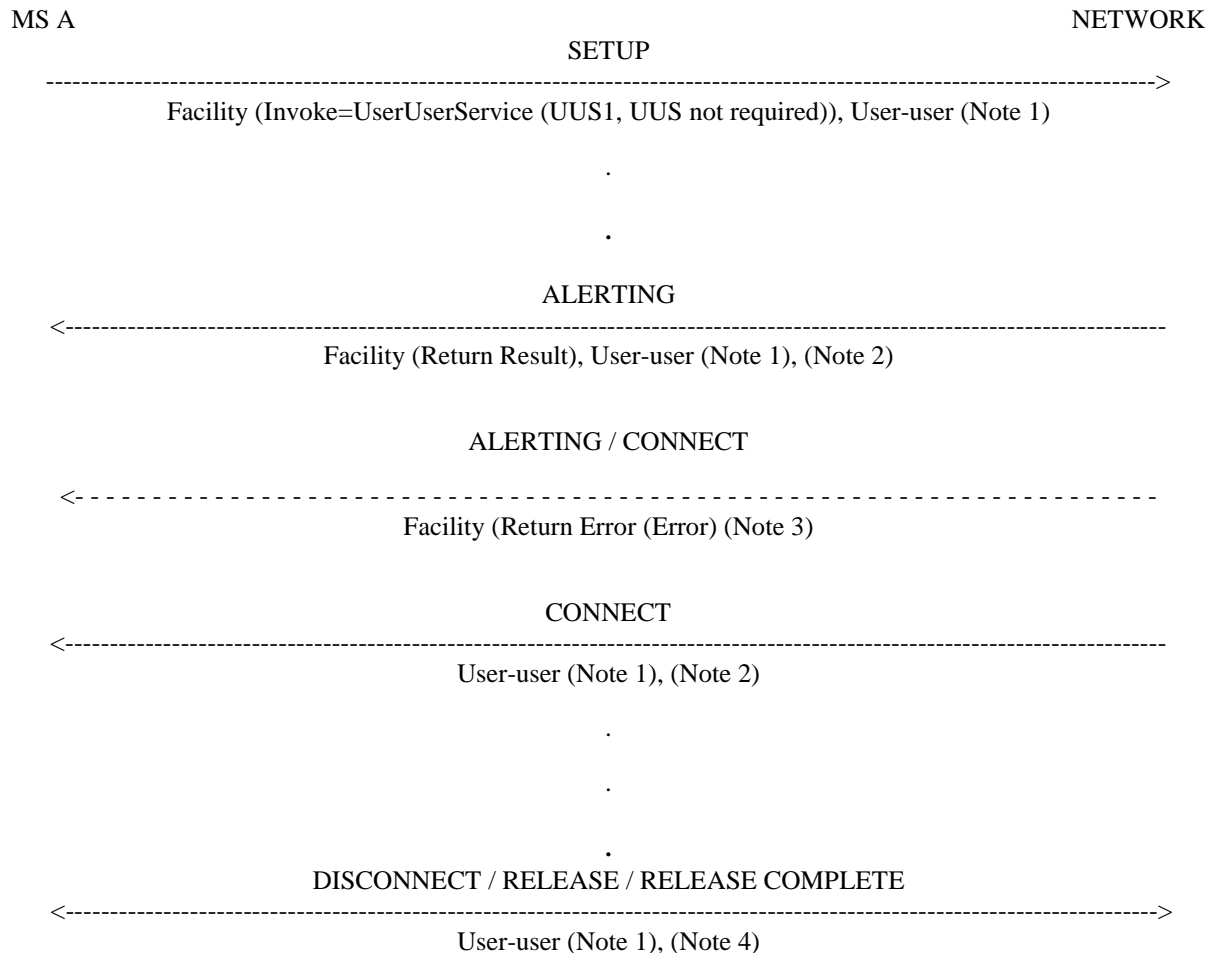 MS A NETWORK
SETUP
------------------------------------------------------------------------------------------------------------------------------>
Facility (Invoke=UserUserService (UUS1, UUS not required)), User-user (Note 1)
.
.
ALERTING
<-----------------------------------------------------------------------------------------------------------------------------
Facility (Return Result), User-user (Note 1), (Note 2)
ALERTING / CONNECT
<- - - - - - - - - - - - - - - - - - - - - - - - - - - - - - - - - - - - - - - - - - - - - - - - - - - - - - - - - - - - - - - - - - - - - -
Facility (Return Error (Error) (Note 3)
CONNECT
<-----------------------------------------------------------------------------------------------------------------------------
User-user (Note 1), (Note 2)
.
.
.
DISCONNECT / RELEASE / RELEASE COMPLETE
<---------------------------------------------------------------------------------------------------------------------------->
User-user (Note 1), (Note 4)